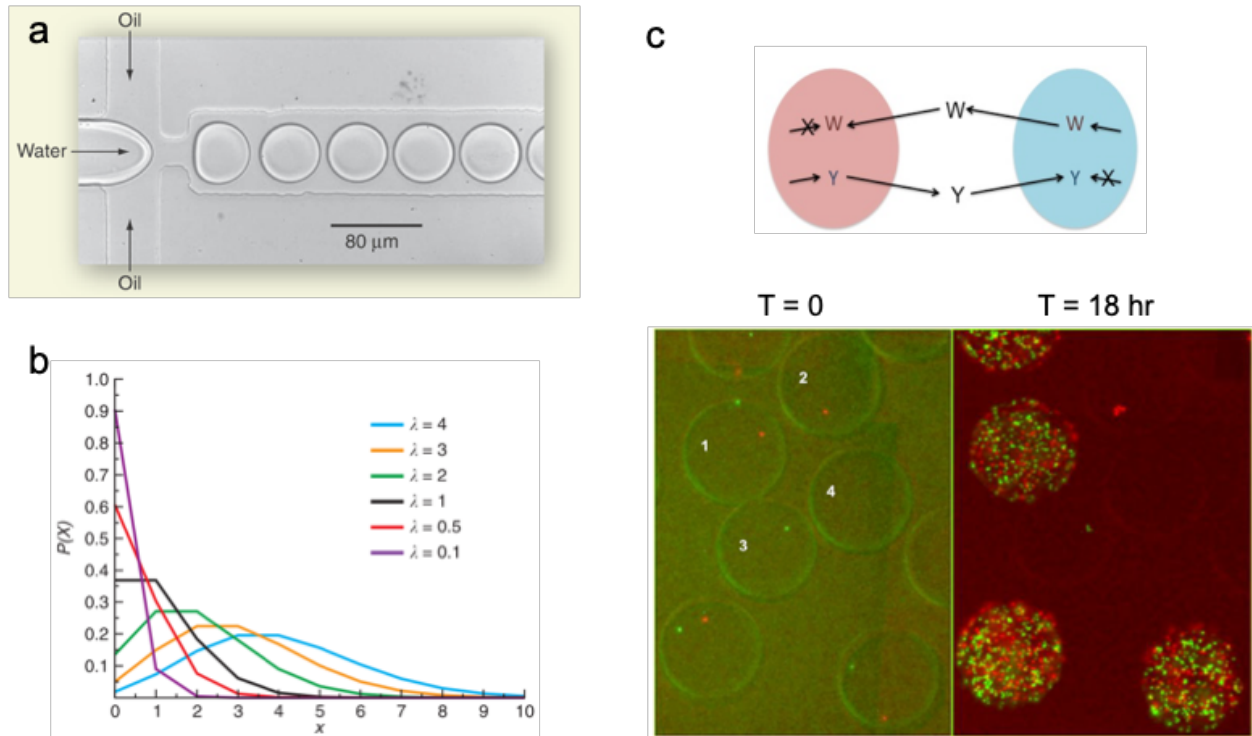 a
Oil
Water
80 μm
Oil
b
P(X)
1.0
0.9
0.8
0.7
0.6
0.5
0.4
0.3
0.2
0.1
λ = 4
λ = 3
λ = 2
λ = 1
λ = 0.5
λ = 0.1
0 1 2 3 4 5 6 7 8 9 10
x
c
W
X W W
Y Y X
Y
T = 0 T = 18 hr
2
1
4
3